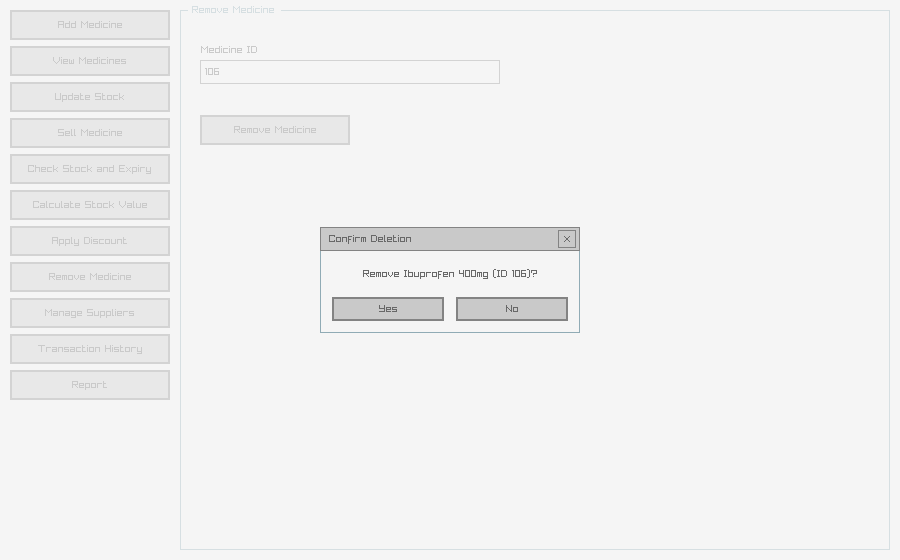 Add Medicine
View Medicines
Update Stock
Sell Medicine
Check Stock and Expiry
Calculate Stock Value
Apply Discount
Remove Medicine
Manage Suppliers
Transaction History
Report
Remove Medicine
Medicine ID
106
Remove Medicine
Confirm Deletion
Remove Ibuprofen 400mg (ID 106)?
Yes
No